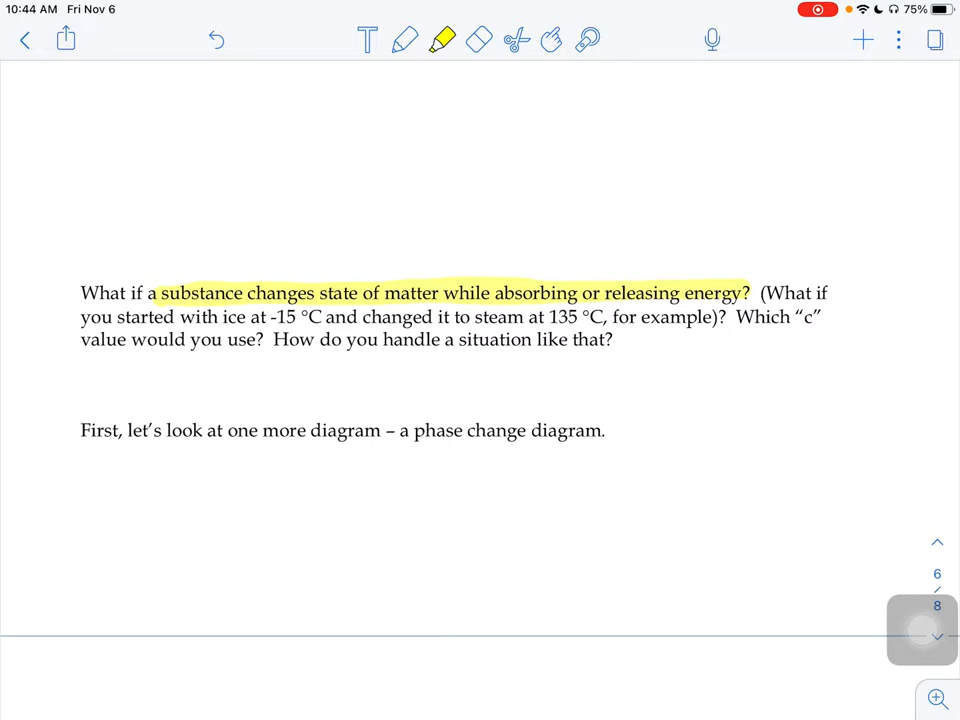 10:44 AM Fri Nov 6
75%
T
What if a substance changes state of matter while absorbing or releasing energy? (What if
you started with ice at -15 °C and changed it to steam at 135 °C, for example)? Which “c”
value would you use? How do you handle a situation like that?
First, let’s look at one more diagram – a phase change diagram.
6
/
8